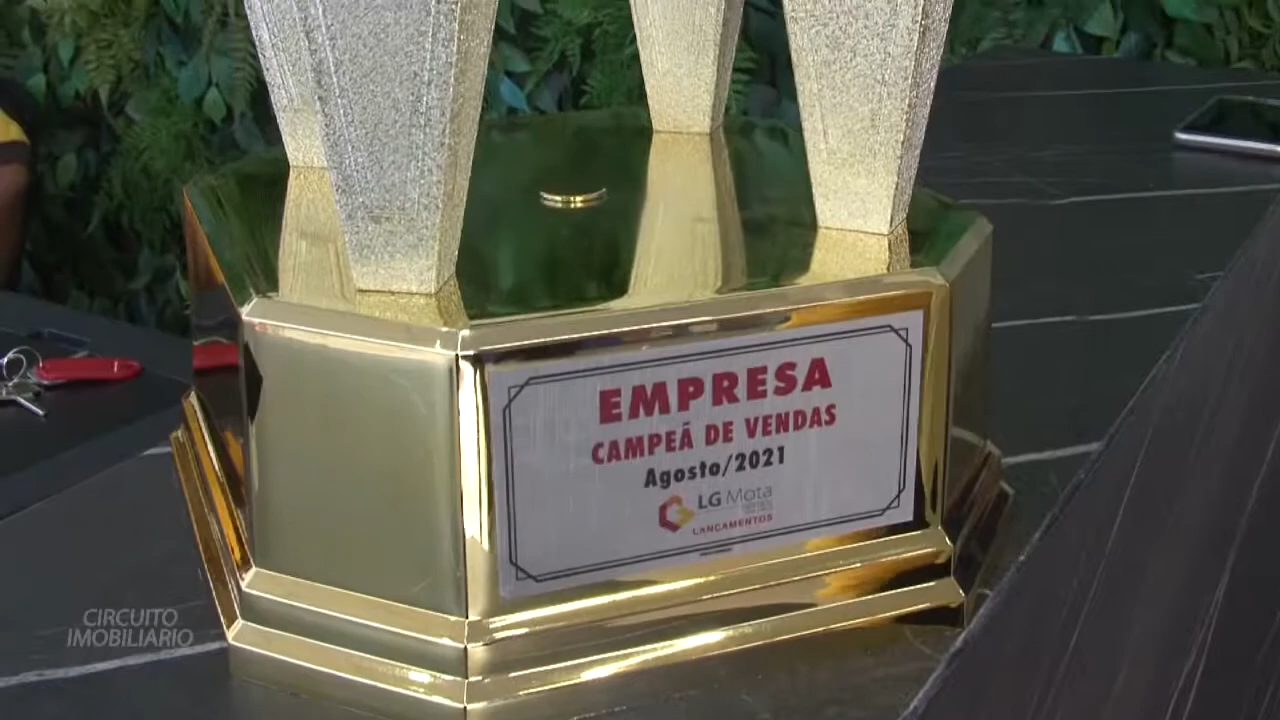 EMPRESA
CAMPEÃ DE VENDAS
Agosto/2021
LG Mota
LANÇAMENTOS
CIRCUITO
IMOBILIARIO